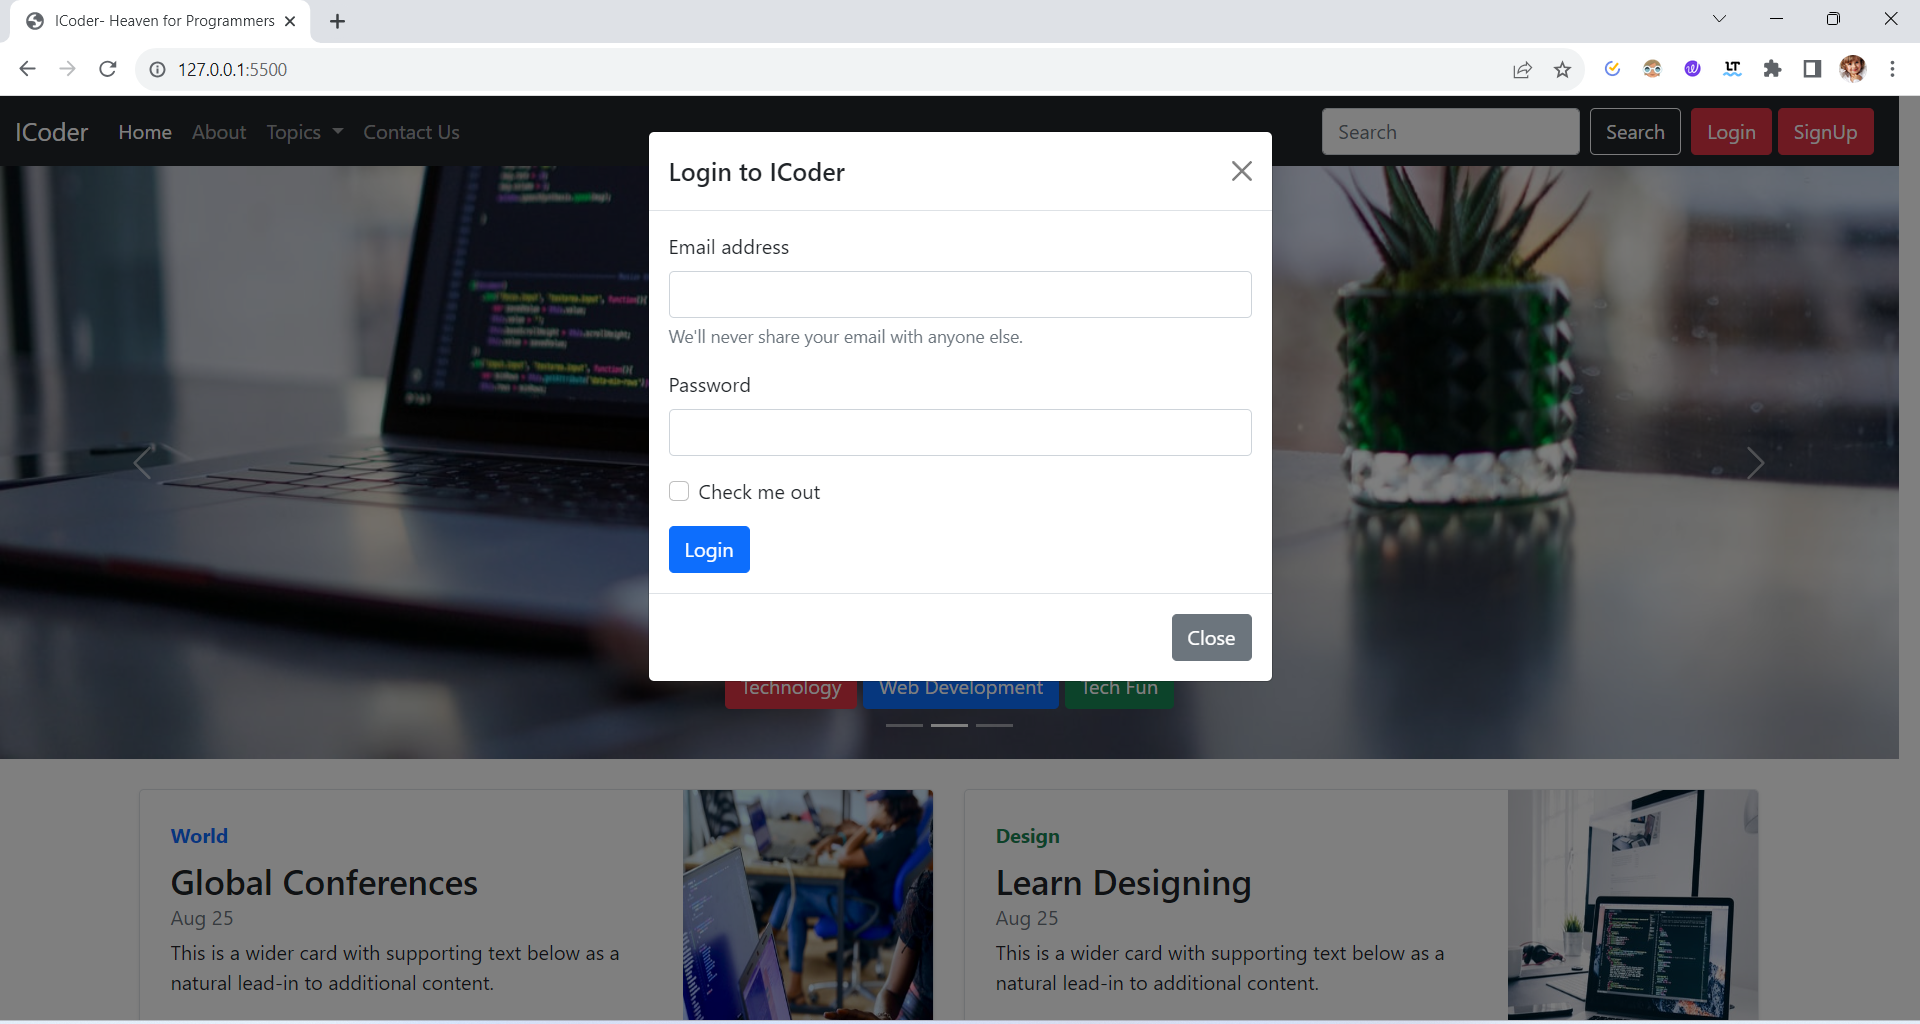 ICoder- Heaven for Programmers
127.0.0.1:5500
ICoder Home About Topics Contact Us Search Search Login SignUp
Login to ICoder
Email address
We'll never share your email with anyone else.
Password
Check me out
Login
Close
Technology Web Development Tech Fun
World
Global Conferences
Aug 25
This is a wider card with supporting text below as a
natural lead-in to additional content.
Design
Learn Designing
Aug 25
This is a wider card with supporting text below as a
natural lead-in to additional content.